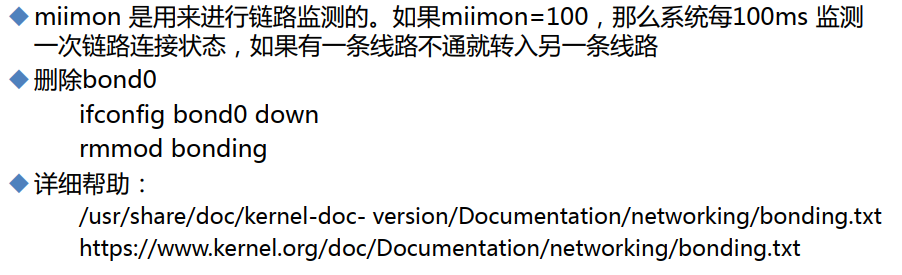 miimon 是用来进行链路监测的。如果miimon=100，那么系统每100ms 监测
一次链路连接状态，如果有一条线路不通就转入另一条线路
删除bond0
ifconfig bond0 down
rmmod bonding
详细帮助：
/usr/share/doc/kernel-doc- version/Documentation/networking/bonding.txt
https://www.kernel.org/doc/Documentation/networking/bonding.txt